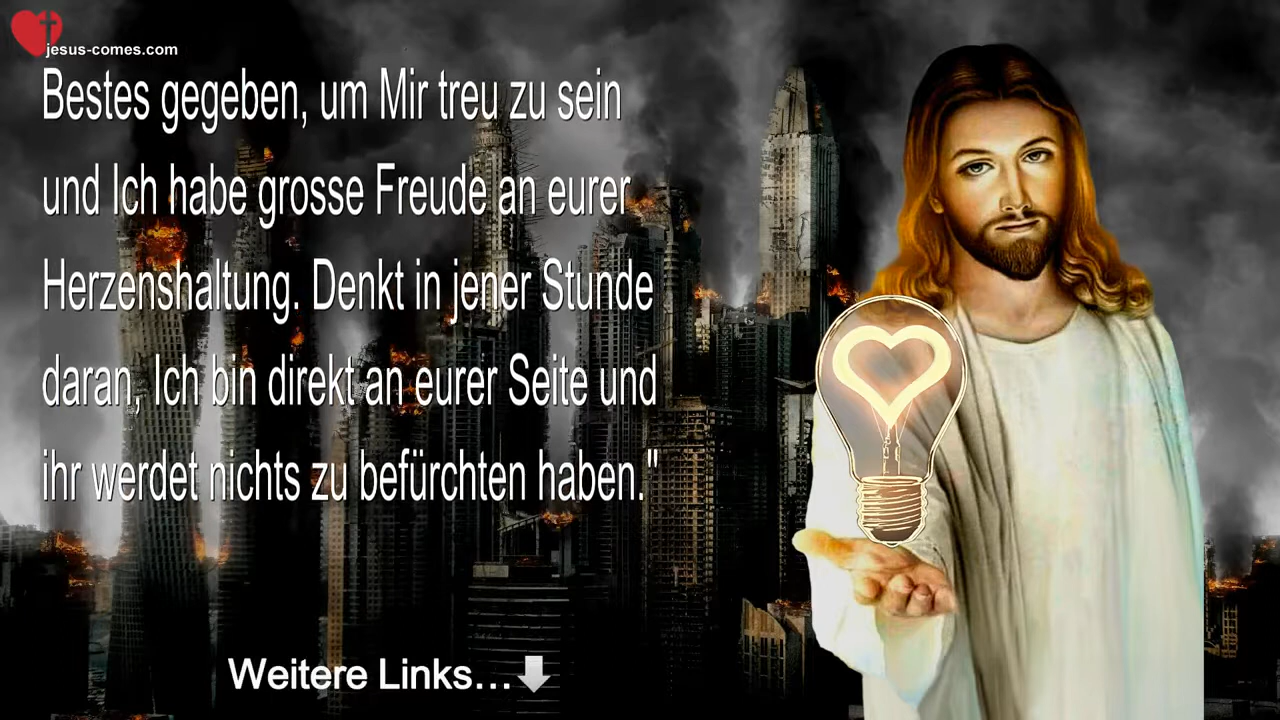 jesus-comes.com
Bestes gegeben, um Mir treu zu sein
und Ich habe grosse Freude an eurer
Herzenshaltung. Denkt in jener Stunde
daran, Ich bin direkt an eurer Seite und
ihr werdet nichts zu befürchten haben."
Weitere Links...